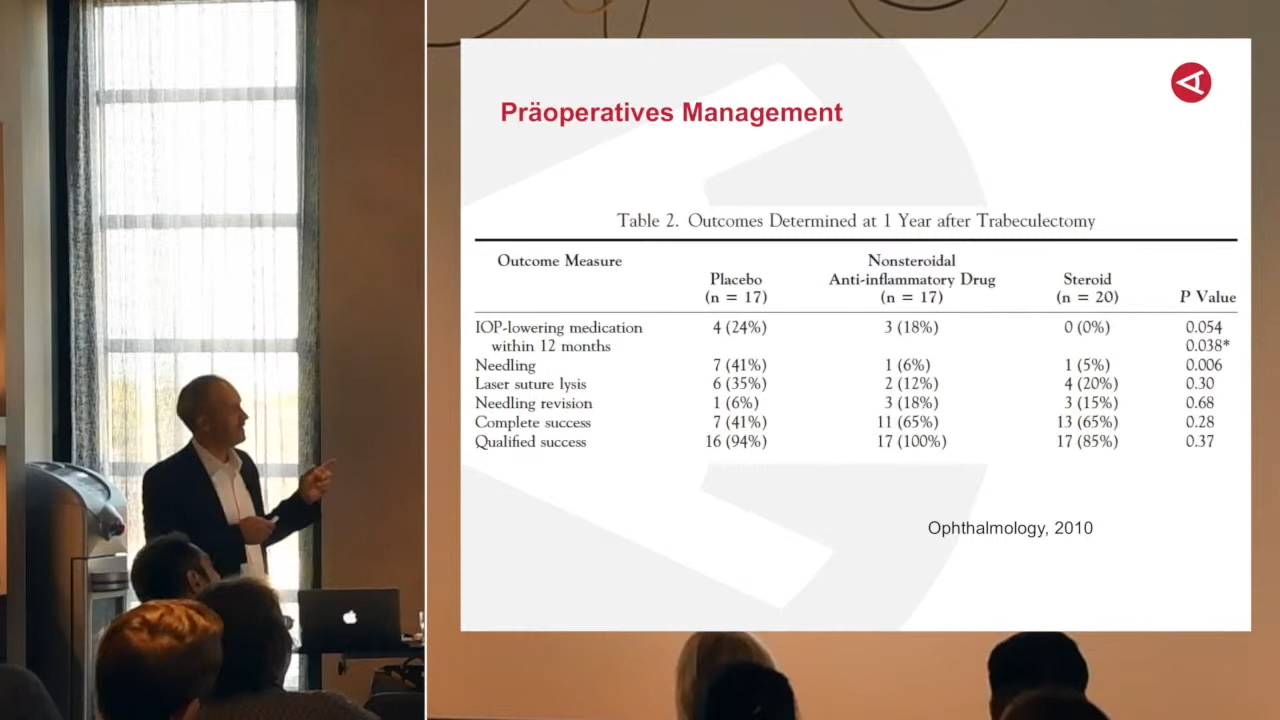 Präoperatives Management
Table 2. Outcomes Determined at 1 Year after Trabeculectomy
Outcome Measure Placebo (n = 17) Nonsteroidal Anti-inflammatory Drug (n = 17) Steroid (n = 20) P Value
IOP-lowering medication 4 (24%) 3 (18%) 0 (0%) 0.054
within 12 months 0.038*
Needling 7 (41%) 1 (6%) 1 (5%) 0.006
Laser suture lysis 6 (35%) 2 (12%) 4 (20%) 0.30
Needling revision 1 (6%) 3 (18%) 3 (15%) 0.68
Complete success 7 (41%) 11 (65%) 13 (65%) 0.28
Qualified success 16 (94%) 17 (100%) 17 (85%) 0.37
Ophthalmology, 2010